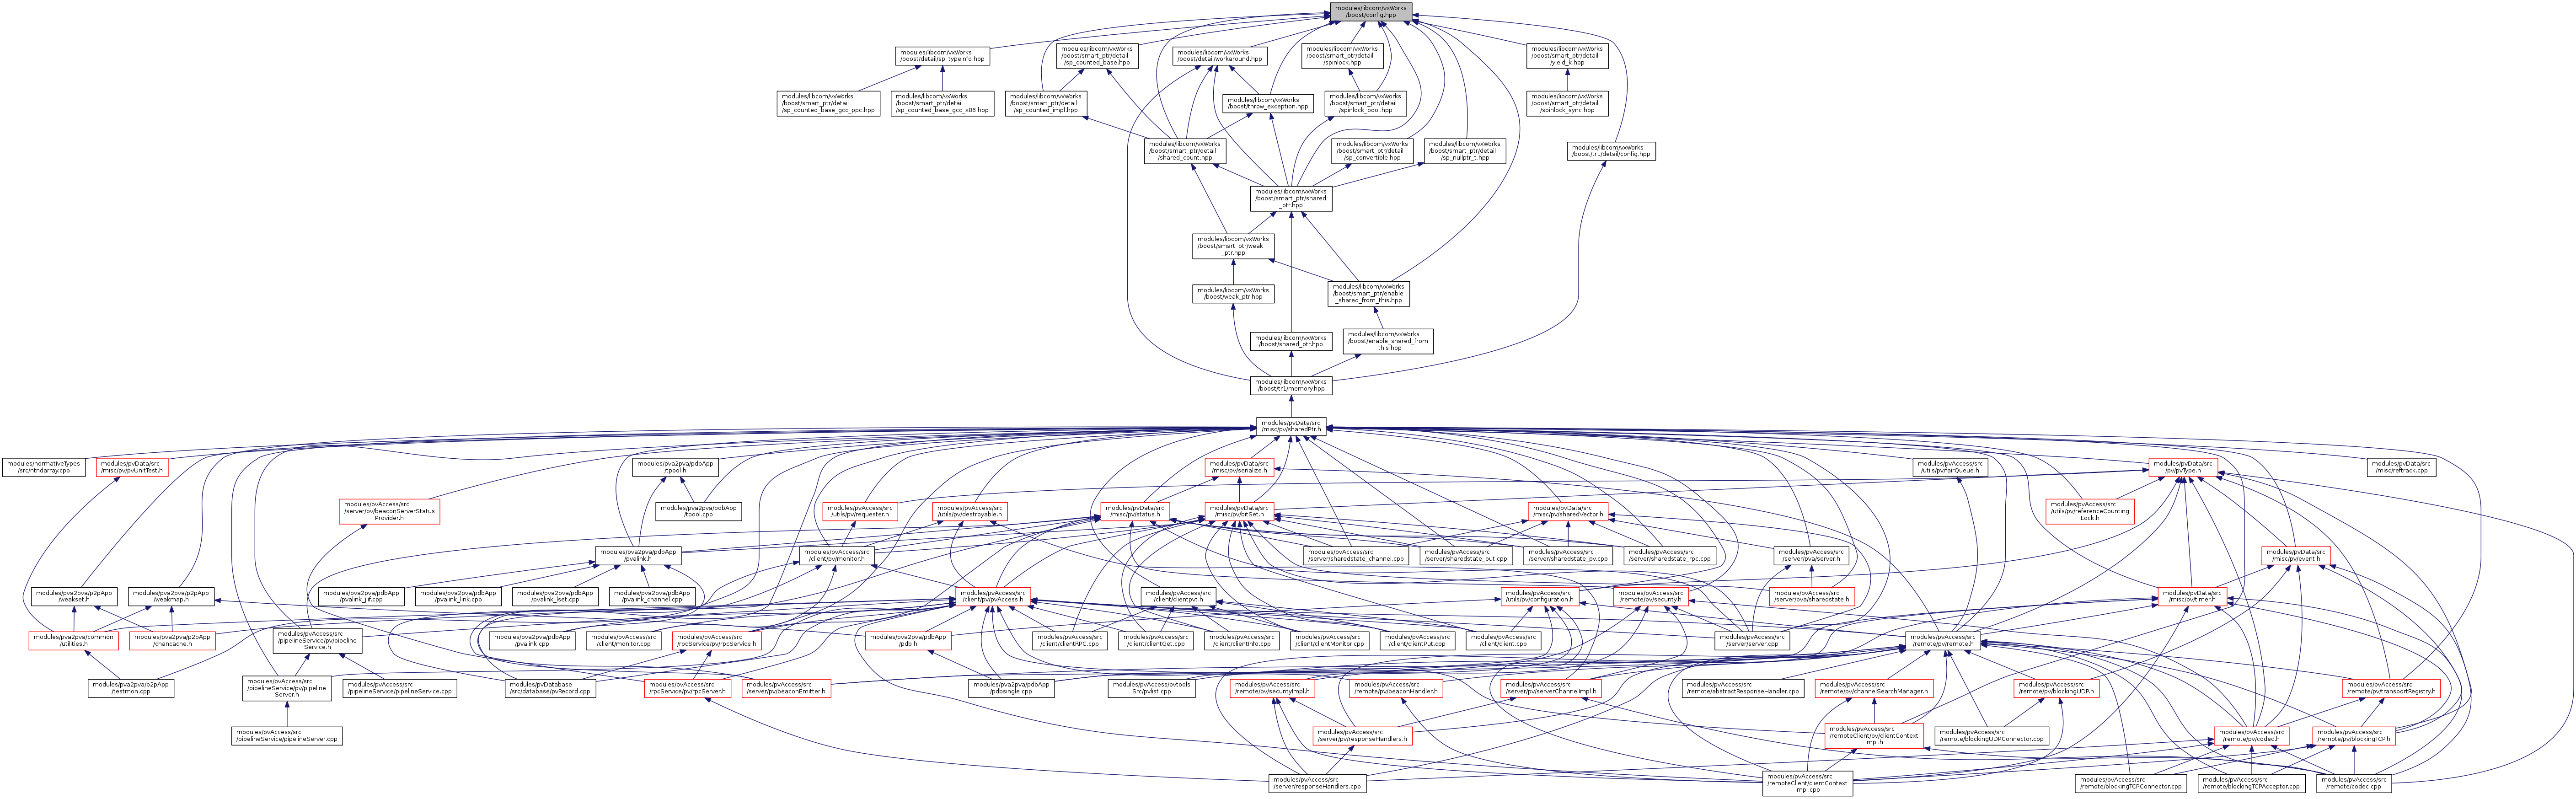 modules/libcom/vxWorks
/boost/config.hpp
modules/libcom/vxWorks
/boost/detail/sp_typeinfo.hpp
modules/libcom/vxWorks
/boost/smart_ptr/detail
/sp_counted_base.hpp
modules/libcom/vxWorks
/boost/detail/workaround.hpp
modules/libcom/vxWorks
/boost/smart_ptr/detail
/spinlock.hpp
modules/libcom/vxWorks
/boost/smart_ptr/detail
/yield_k.hpp
modules/libcom/vxWorks
/boost/smart_ptr/detail
/sp_counted_base_gcc_ppc.hpp
modules/libcom/vxWorks
/boost/smart_ptr/detail
/sp_counted_base_gcc_x86.hpp
modules/libcom/vxWorks
/boost/smart_ptr/detail
/sp_counted_impl.hpp
modules/libcom/vxWorks
/boost/throw_exception.hpp
modules/libcom/vxWorks
/boost/smart_ptr/detail
/spinlock_pool.hpp
modules/libcom/vxWorks
/boost/smart_ptr/detail
/spinlock_sync.hpp
modules/libcom/vxWorks
/boost/smart_ptr/detail
/shared_count.hpp
modules/libcom/vxWorks
/boost/smart_ptr/detail
/sp_convertible.hpp
modules/libcom/vxWorks
/boost/smart_ptr/detail
/sp_nullptr_t.hpp
modules/libcom/vxWorks
/boost/tr1/detail/config.hpp
modules/libcom/vxWorks
/boost/smart_ptr/shared
_ptr.hpp
modules/libcom/vxWorks
/boost/smart_ptr/weak
_ptr.hpp
modules/libcom/vxWorks
/boost/weak_ptr.hpp
modules/libcom/vxWorks
/boost/smart_ptr/enable
_shared_from_this.hpp
modules/libcom/vxWorks
/boost/shared_ptr.hpp
modules/libcom/vxWorks
/boost/enable_shared_from
_this.hpp
modules/libcom/vxWorks
/boost/tr1/memory.hpp
modules/pvData/src
/misc/pv/sharedPtr.h
modules/normativeTypes
/src/ntndarray.cpp
modules/pvData/src
/misc/pv/pvUnitTest.h
modules/pva2pva/pdbApp
/tpool.h
modules/pvData/src
/misc/pv/serialize.h
modules/pvAccess/src
/utils/pv/fairQueue.h
modules/pvData/src
/pv/pvType.h
modules/pvData/src
/misc/reftrack.cpp
modules/pvAccess/src
/server/pv/beaconServerStatus
Provider.h
modules/pva2pva/pdbApp
/tpool.cpp
modules/pvAccess/src
/utils/pv/requester.h
modules/pvAccess/src
/utils/pv/destroyable.h
modules/pvData/src
/misc/pv/status.h
modules/pvData/src
/misc/pv/bitSet.h
modules/pvData/src
/misc/pv/sharedVector.h
modules/pvAccess/src
/utils/pv/referenceCounting
Lock.h
modules/pva2pva/pdbApp
/pvalink.h
modules/pvAccess/src
/client/pv/monitor.h
modules/pvAccess/src
/server/sharedstate_channel.cpp
modules/pvAccess/src
/server/sharedstate_put.cpp
modules/pvAccess/src
/server/sharedstate_pv.cpp
modules/pvAccess/src
/server/sharedstate_rpc.cpp
modules/pvAccess/src
/server/pva/server.h
modules/pvData/src
/misc/pv/event.h
modules/pva2pva/p2pApp
/weakset.h
modules/pva2pva/p2pApp
/weakmap.h
modules/pva2pva/pdbApp
/pvalink_jlif.cpp
modules/pva2pva/pdbApp
/pvalink_link.cpp
modules/pva2pva/pdbApp
/pvalink_lset.cpp
modules/pva2pva/pdbApp
/pvalink_channel.cpp
modules/pvAccess/src
/client/pv/pvAccess.h
modules/pvAccess/src
/client/clientpvt.h
modules/pvAccess/src
/utils/pv/configuration.h
modules/pvAccess/src
/remote/pv/security.h
modules/pvAccess/src
/server/pva/sharedstate.h
modules/pvData/src
/misc/pv/timer.h
modules/pva2pva/common
/utilities.h
modules/pva2pva/p2pApp
/chancache.h
modules/pvAccess/src
/pipelineService/pv/pipeline
Service.h
modules/pva2pva/pdbApp
/pvalink.cpp
modules/pvAccess/src
/client/monitor.cpp
modules/pvAccess/src
/rpcService/pv/rpcService.h
modules/pva2pva/pdbApp
/pdb.h
modules/pvAccess/src
/client/clientRPC.cpp
modules/pvAccess/src
/client/clientGet.cpp
modules/pvAccess/src
/client/clientInfo.cpp
modules/pvAccess/src
/client/clientMonitor.cpp
modules/pvAccess/src
/client/clientPut.cpp
modules/pvAccess/src
/client/client.cpp
modules/pvAccess/src
/server/server.cpp
modules/pvAccess/src
/remote/pv/remote.h
modules/pva2pva/p2pApp
/testmon.cpp
modules/pvAccess/src
/pipelineService/pv/pipeline
Server.h
modules/pvAccess/src
/pipelineService/pipelineService.cpp
modules/pvDatabase
/src/database/pvRecord.cpp
modules/pvAccess/src
/rpcService/pv/rpcServer.h
modules/pvAccess/src
/server/pv/beaconEmitter.h
modules/pva2pva/pdbApp
/pdbsingle.cpp
modules/pvAccess/pvtools
Src/pvlist.cpp
modules/pvAccess/src
/remote/pv/securityImpl.h
modules/pvAccess/src
/remote/pv/beaconHandler.h
modules/pvAccess/src
/server/pv/serverChannelImpl.h
modules/pvAccess/src
/remote/abstractResponseHandler.cpp
modules/pvAccess/src
/remote/pv/channelSearchManager.h
modules/pvAccess/src
/remote/pv/blockingUDP.h
modules/pvAccess/src
/remote/pv/transportRegistry.h
modules/pvAccess/src
/pipelineService/pipelineServer.cpp
modules/pvAccess/src
/server/pv/responseHandlers.h
modules/pvAccess/src
/remoteClient/pv/clientContext
Impl.h
modules/pvAccess/src
/remote/blockingUDPConnector.cpp
modules/pvAccess/src
/remote/pv/codec.h
modules/pvAccess/src
/remote/pv/blockingTCP.h
modules/pvAccess/src
/server/responseHandlers.cpp
modules/pvAccess/src
/remoteClient/clientContext
Impl.cpp
modules/pvAccess/src
/remote/blockingTCPConnector.cpp
modules/pvAccess/src
/remote/blockingTCPAcceptor.cpp
modules/pvAccess/src
/remote/codec.cpp